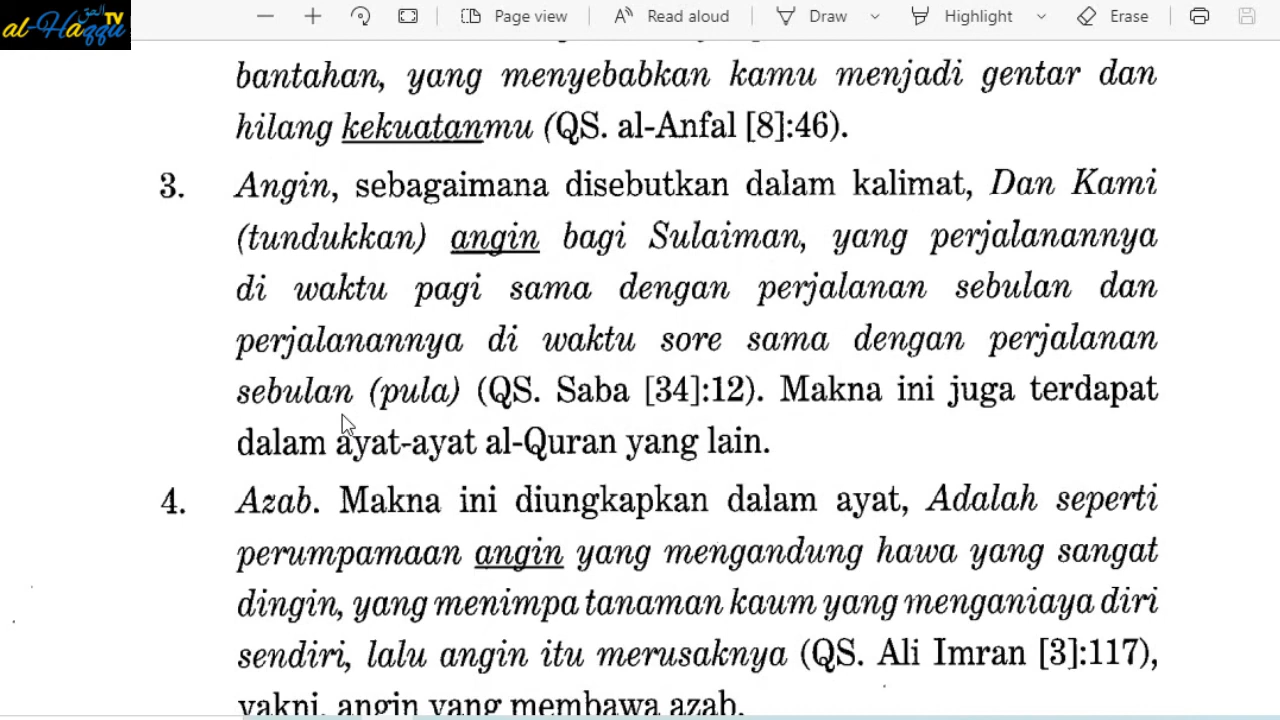 الحق TV
al-Haqqu
Page view
Read aloud
Draw
Highlight
Erase
bantahan, yang menyebabkan kamu menjadi gentar dan
hilang kekuatanmu (QS. al-Anfal [8]:46).
3. Angin, sebagaimana disebutkan dalam kalimat, Dan Kami
(tundukkan) angin bagi Sulaiman, yang perjalanannya
di waktu pagi sama dengan perjalanan sebulan dan
perjalanannya di waktu sore sama dengan perjalanan
sebulan (pula) (QS. Saba [34]:12). Makna ini juga terdapat
dalam ayat-ayat al-Quran yang lain.
4. Azab. Makna ini diungkapkan dalam ayat, Adalah seperti
perumpamaan angin yang mengandung hawa yang sangat
dingin, yang menimpa tanaman kaum yang menganiaya diri
sendiri, lalu angin itu merusaknya (QS. Ali Imran [3]:117),
yakni, angin yang membawa azab.